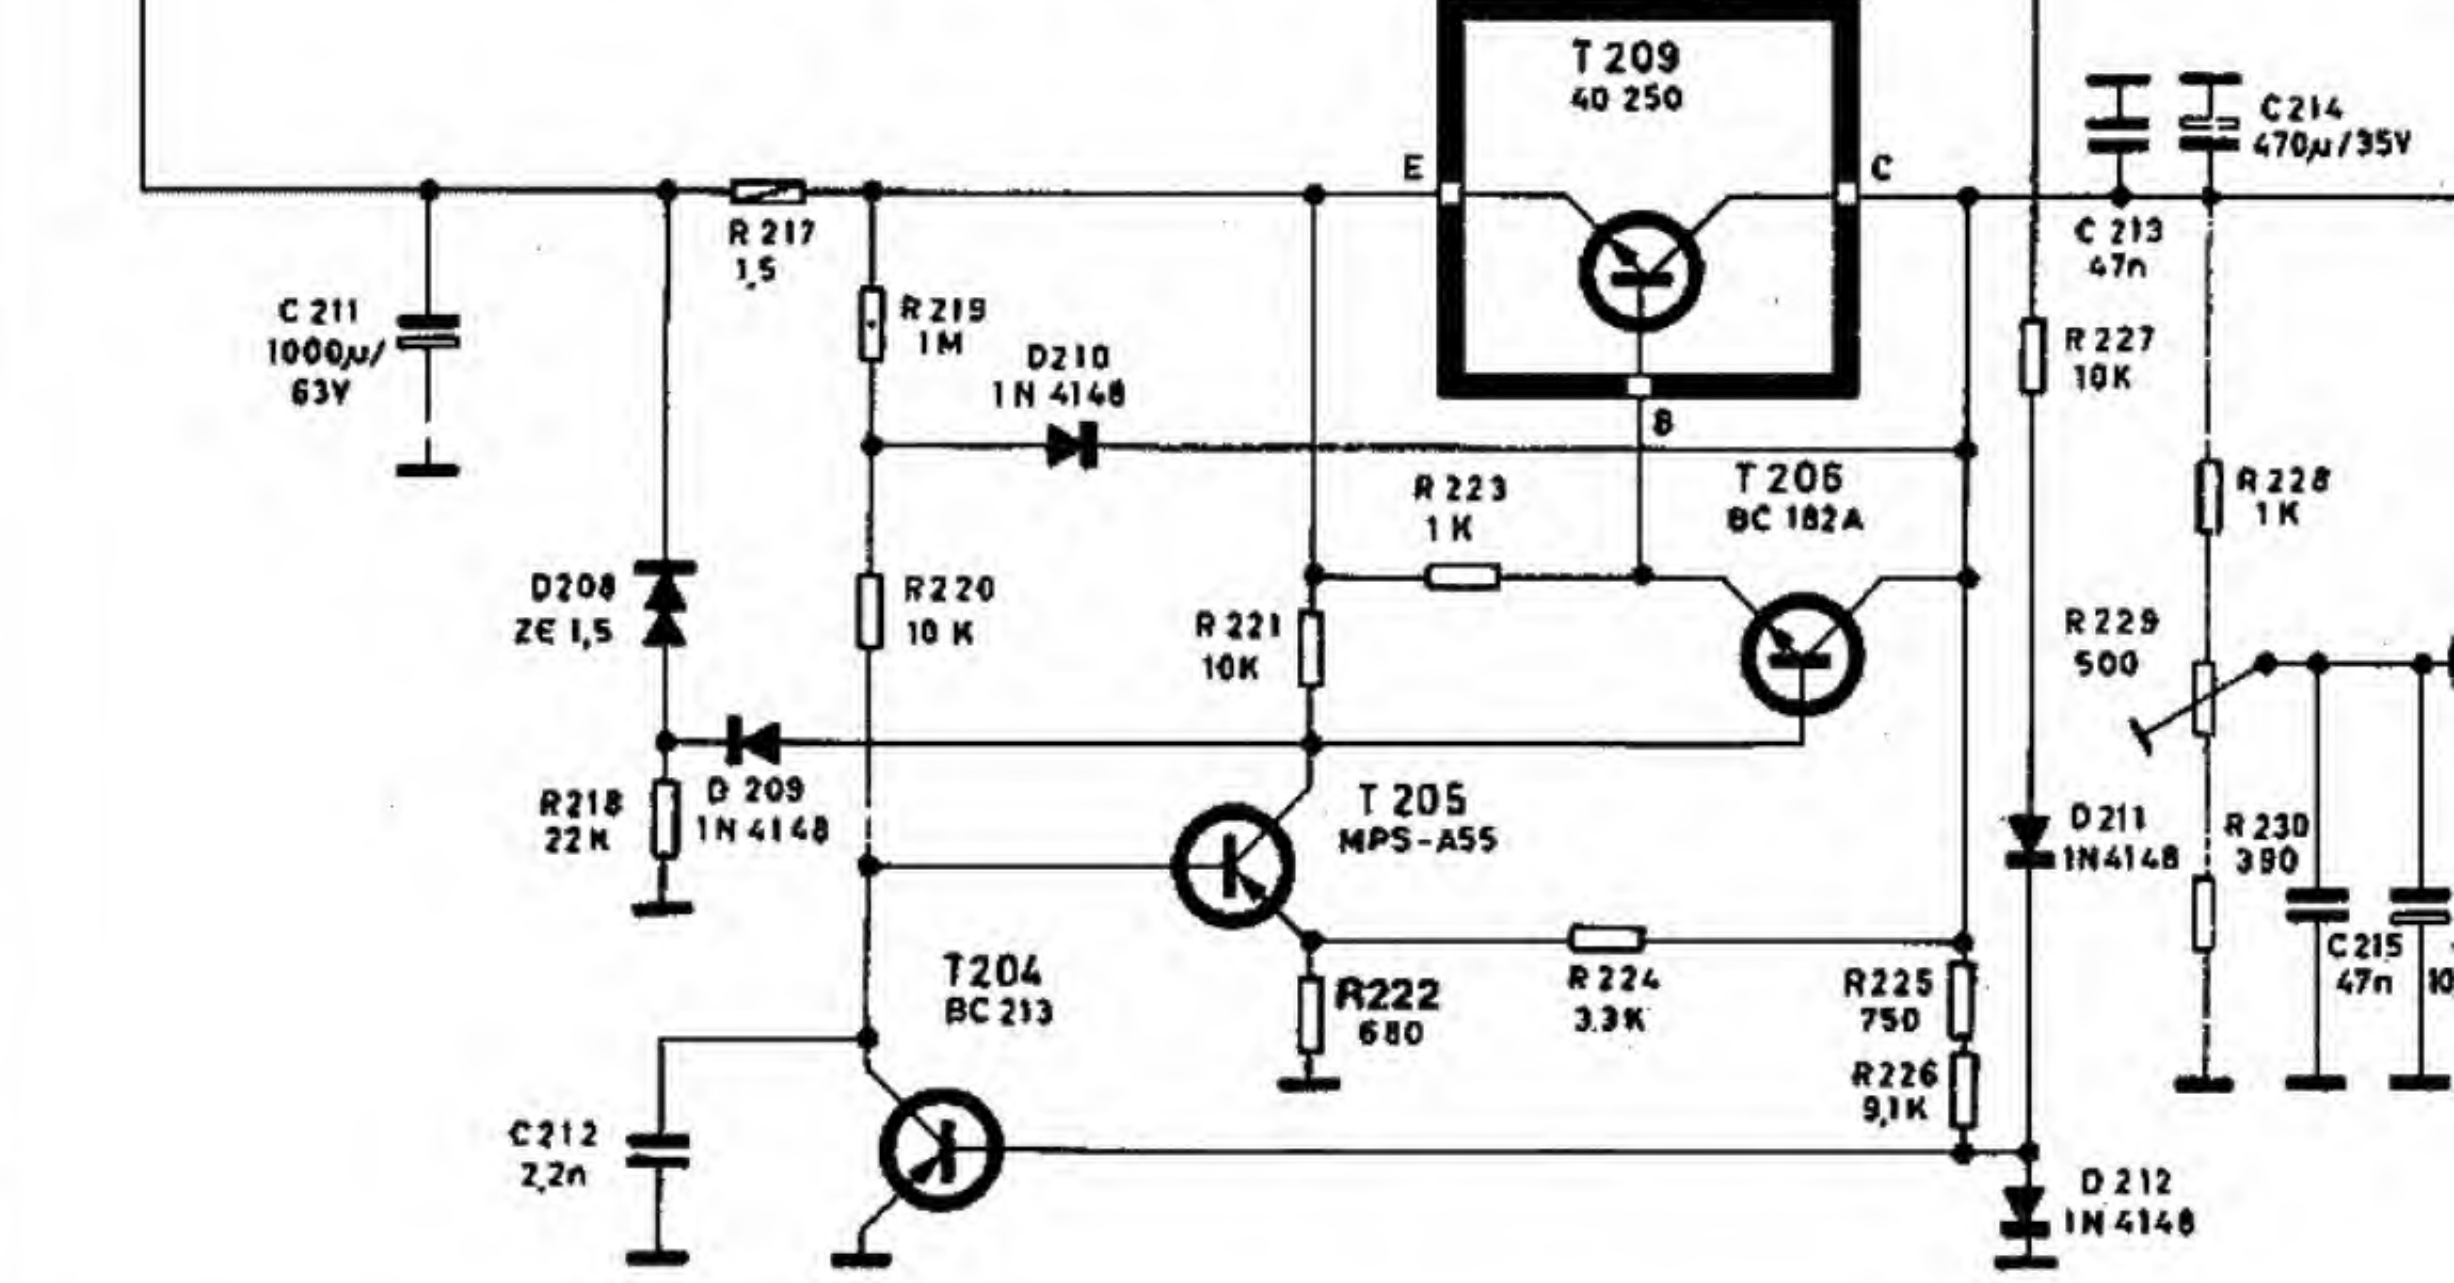 T 209
40 250
C 214
470µ/35V
E
C
R 217
1,5
C 213
47n
C 211
1000µ/
63V
R 219
1M
D210
1N 4148
R 227
10K
B
R 223
1K
T 206
BC 182A
R 228
1K
D208
ZE 1,5
R220
10 K
R 221
10K
R 229
500
R218
22K
D 209
1N 4148
T 205
MPS-A55
D 211
1N4148
R 230
390
C 215
47n
10
T204
BC 213
R222
680
R 224
3.3K
R225
750
R226
9,1K
C212
2,2n
D 212
1N 4148